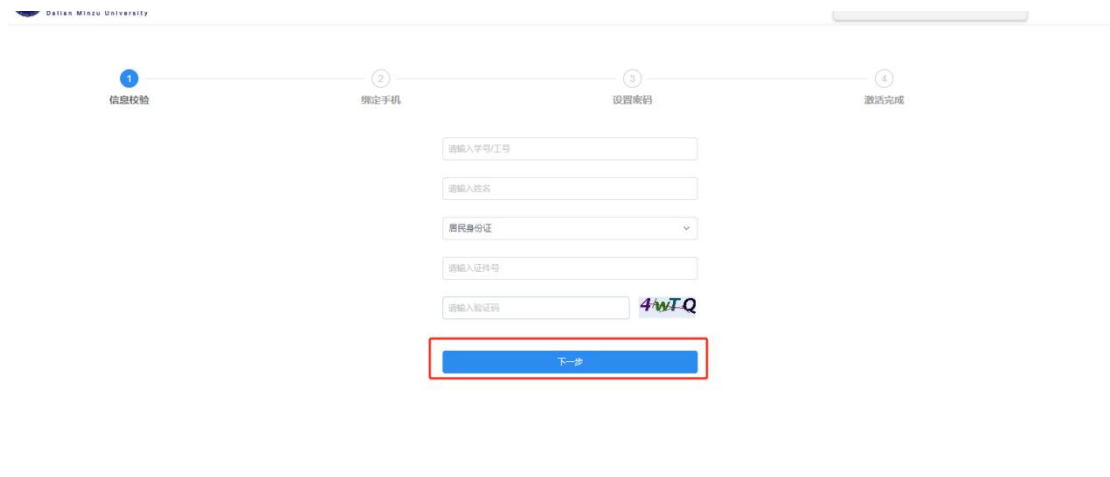 Dalian Minzu University
1
2
3
4
信息校验
绑定手机
设置密码
激活完成
请输入学号/工号
请输入姓名
居民身份证
请输入证件号
请输入验证码
4wTQ
下一步